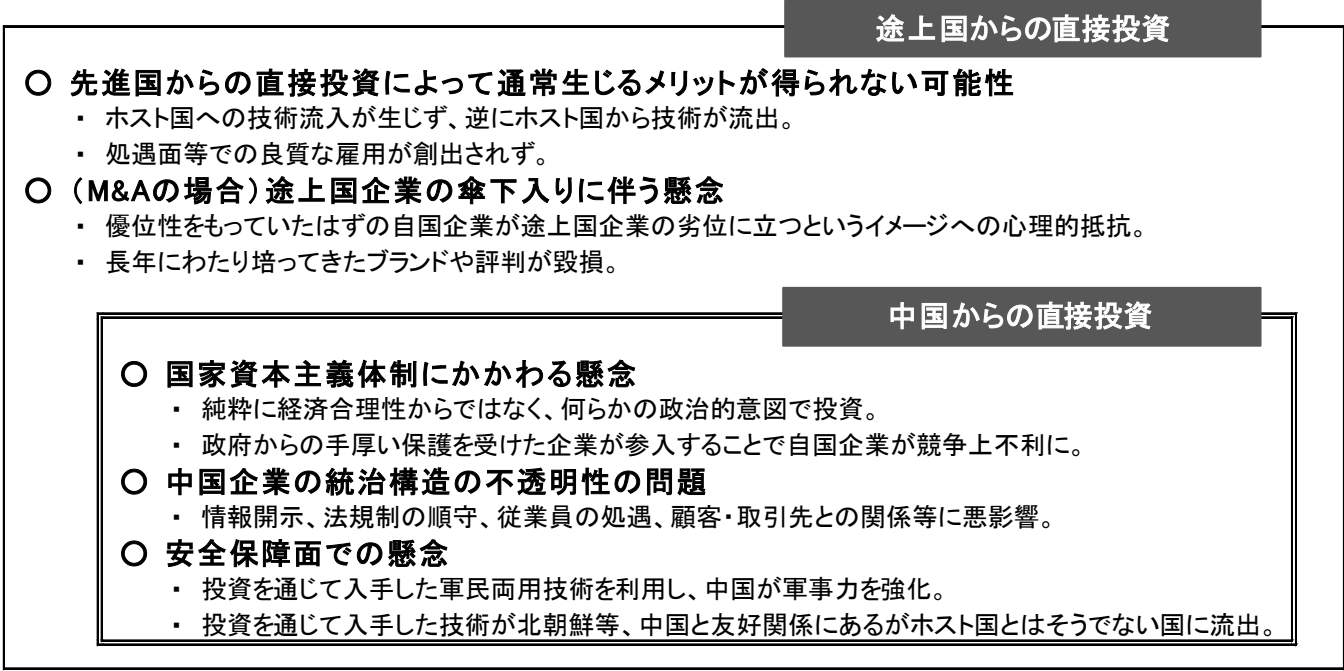 途上国からの直接投資
○ 先進国からの直接投資によって通常生じるメリットが得られない可能性
・ ホスト国への技術流入が生じず、逆にホスト国から技術が流出。
・ 処遇面等での良質な雇用が創出されず。
○ （M&Aの場合）途上国企業の傘下入りに伴う懸念
・ 優位性をもっていたはずの自国企業が途上国企業の劣位に立つというイメージへの心理的抵抗。
・ 長年にわたり培ってきたブランドや評判が毀損。
中国からの直接投資
○ 国家資本主義体制にかかわる懸念
・ 純粋に経済合理性からではなく、何らかの政治的意図で投資。
・ 政府からの手厚い保護を受けた企業が参入することで自国企業が競争上不利に。
○ 中国企業の統治構造の不透明性の問題
・ 情報開示、法規制の順守、従業員の処遇、顧客・取引先との関係等に悪影響。
○ 安全保障面での懸念
・ 投資を通じて入手した軍民両用技術を利用し、中国が軍事力を強化。
・ 投資を通じて入手した技術が北朝鮮等、中国と友好関係にあるがホスト国とはそうでない国に流出。